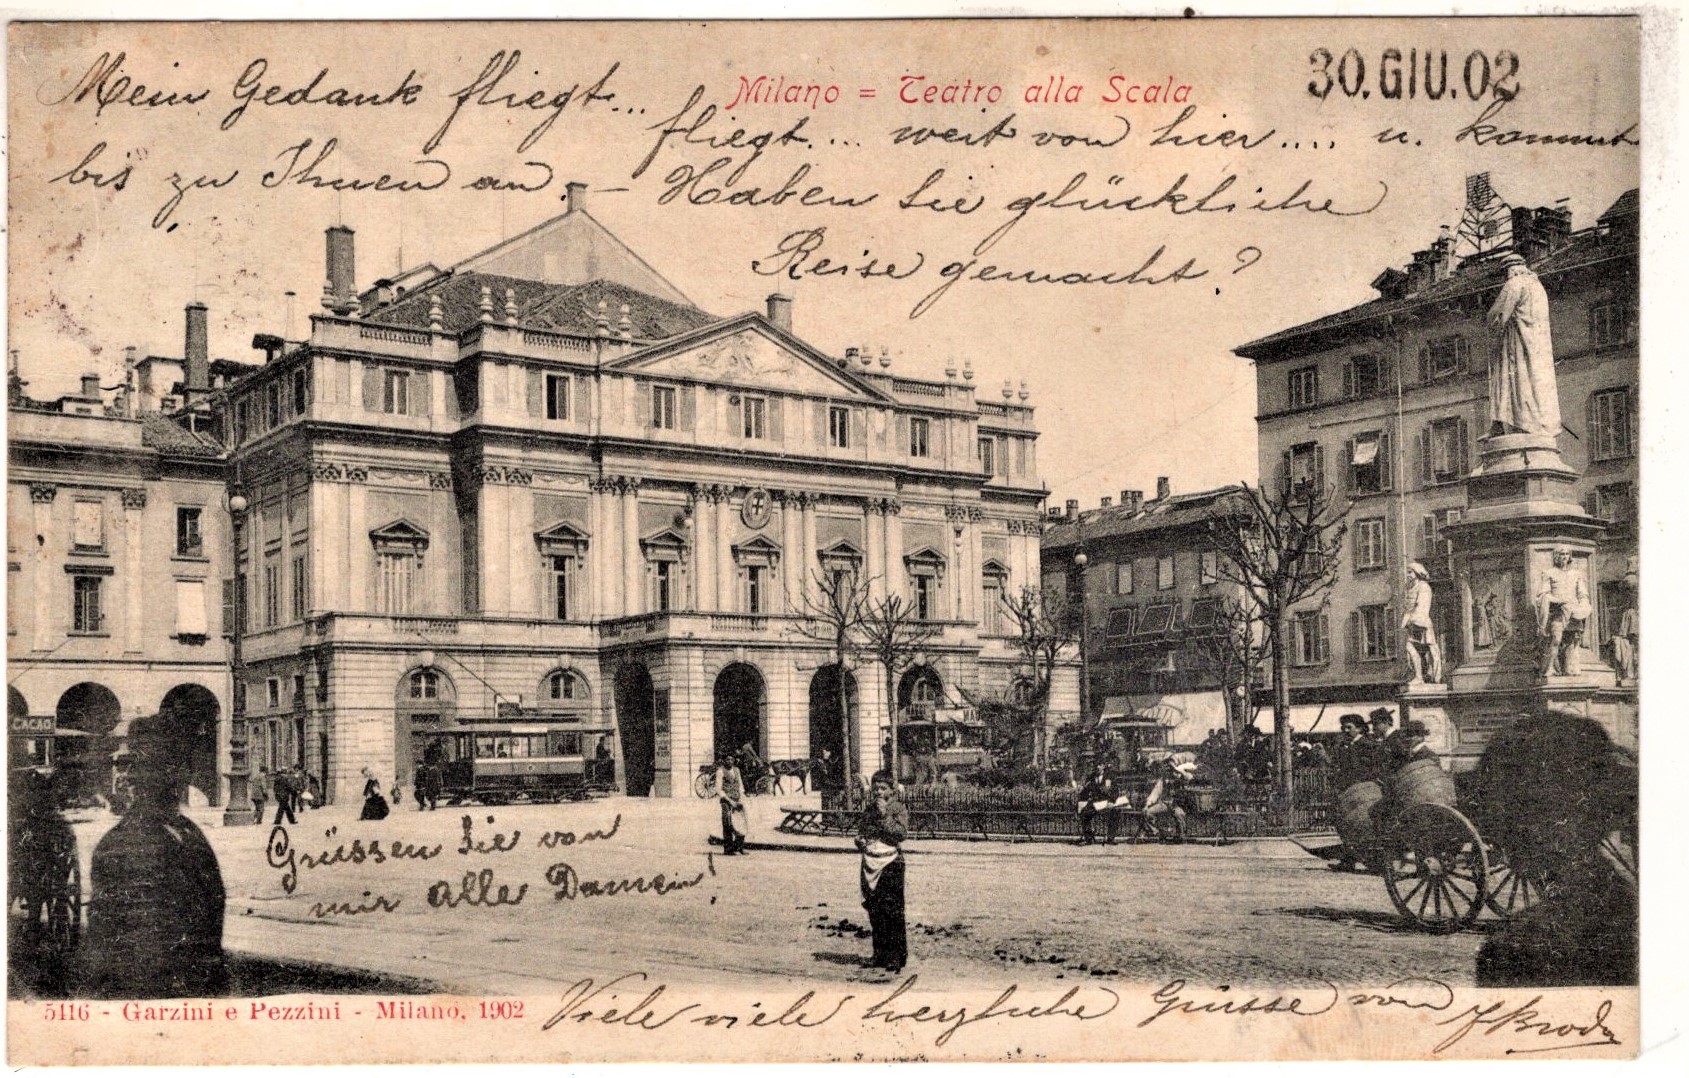 Milano = Teatro alla Scala
30.GIU.02
Mein Gedank fliegt...
fliegt.... weit von hier.... u. kommt
bis zu Ihnen an. – Haben Sie glückliche
Reise gemacht?
CACAO
Grüssen Sie von
mir alle Damen!
5416 - Garzini e Pezzini - Milano, 1902
Viele viele herzliche Grüsse von